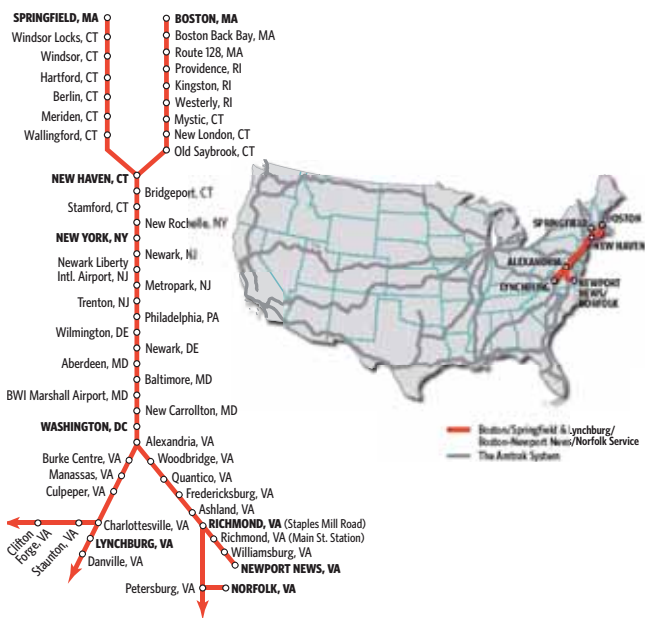 SPRINGFIELD, MA
Windsor Locks, CT
Windsor, CT
Hartford, CT
Berlin, CT
Meriden, CT
Wallingford, CT
BOSTON, MA
Boston Back Bay, MA
Route 128, MA
Providence, RI
Kingston, RI
Westerly, RI
Mystic, CT
New London, CT
Old Saybrook, CT
NEW HAVEN, CT
Bridgeport, CT
Stamford, CT
New Rochelle, NY
NEW YORK, NY
Newark, NJ
Newark Liberty
Intl. Airport, NJ
Metropark, NJ
Trenton, NJ
Philadelphia, PA
Wilmington, DE
Newark, DE
Aberdeen, MD
Baltimore, MD
BWI Marshall Airport, MD
New Carrollton, MD
WASHINGTON, DC
Alexandria, VA
Burke Centre, VA
Manassas, VA
Culpeper, VA
Charlottesville, VA
Clifton
Forge, VA
Staunton, VA
LYNCHBURG, VA
Danville, VA
Woodbridge, VA
Quantico, VA
Fredericksburg, VA
Ashland, VA
RICHMOND, VA (Staples Mill Road)
Richmond, VA (Main St. Station)
Williamsburg, VA
NEWPORT NEWS, VA
Petersburg, VA
NORFOLK, VA
SPRINGFIELD
BOSTON
NEW HAVEN
ALEXANDRIA
LYNCHBURG
NEWPORT
NEWS/
NORFOLK
Boston/Springfield & Lynchburg/
Boston-Newport News/Norfolk Service
The Amtrak System